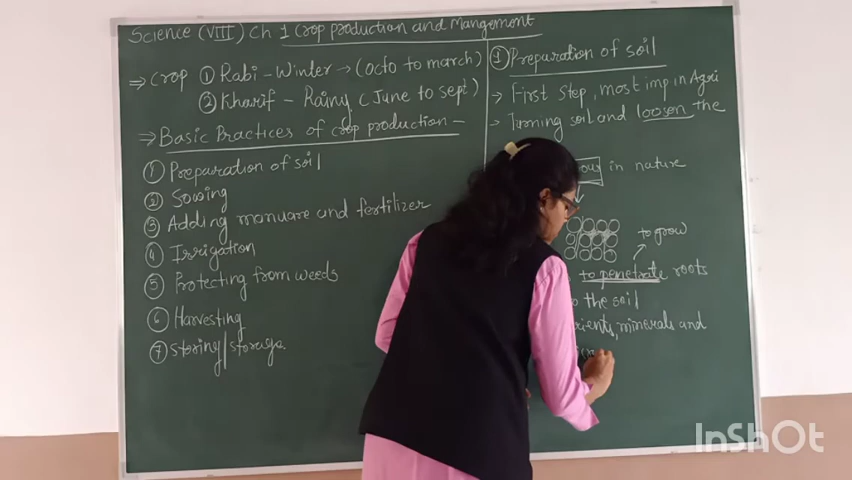 Science (VIII) Ch 1 Crop production and Mangement
⇒ Crop ① Rabi - Winter → (octo to march)
② Kharif - Rainy (June to sept)
⇒ Basic Practices of crop production -
① Preparation of soil
② Sowing
③ Adding manuare and fertilizer
④ Irrigation
⑤ Protecting from weeds
⑥ Harvesting
⑦ Storing/storage
① Preparation of soil
→ First step, most imp in Agri
→ Turning soil and loosen the
in nature
to grow
to penetrate roots
the soil
minerals and
InShOt